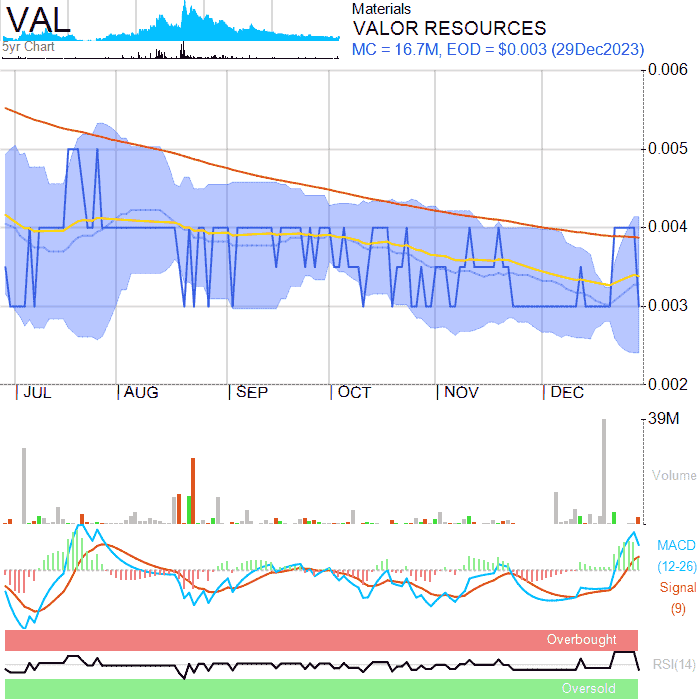 VAL
5yr Chart
Materials
VALOR RESOURCES
MC = 16.7M, EOD = $0.003 (29Dec2023)
0.006
0.005
0.004
0.003
0.002
JUL AUG SEP OCT NOV DEC
39M
Volume
MACD
(12-26)
Signal
(9)
Overbought
RSI(14)
Oversold